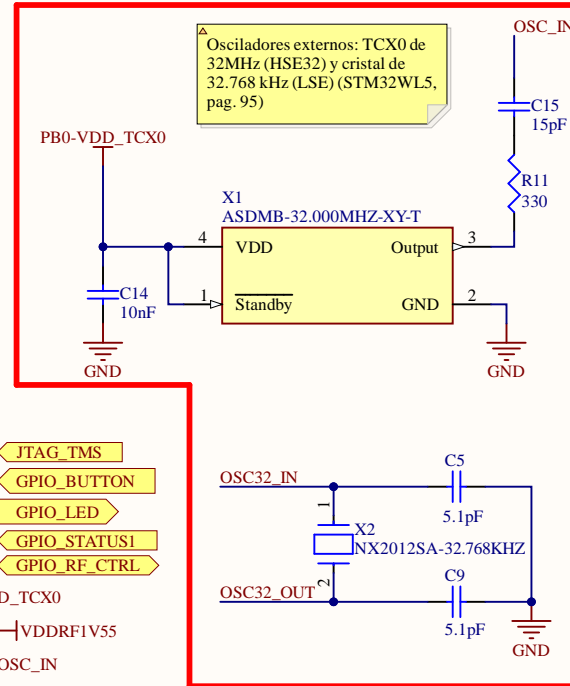 OSC_IN
Osciladores externos: TCX0 de
32MHz (HSE32) y cristal de
32.768 kHz (LSE) (STM32WL5,
pag. 95)
C15
15pF
PB0-VDD_TCX0
R11
330
X1
ASDMB-32.000MHZ-XY-T
4
VDD
Output
3
C14
10nF
1
Standby
GND
2
GND
GND
JTAG_TMS
GPIO_BUTTON
GPIO_LED
GPIO_STATUS1
GPIO_RF_CTRL
D_TCX0
VDDRF1V55
OSC_IN
OSC32_IN
C5
5.1pF
1
X2
NX2012SA-32.768KHZ
2
OSC32_OUT
C9
5.1pF
GND